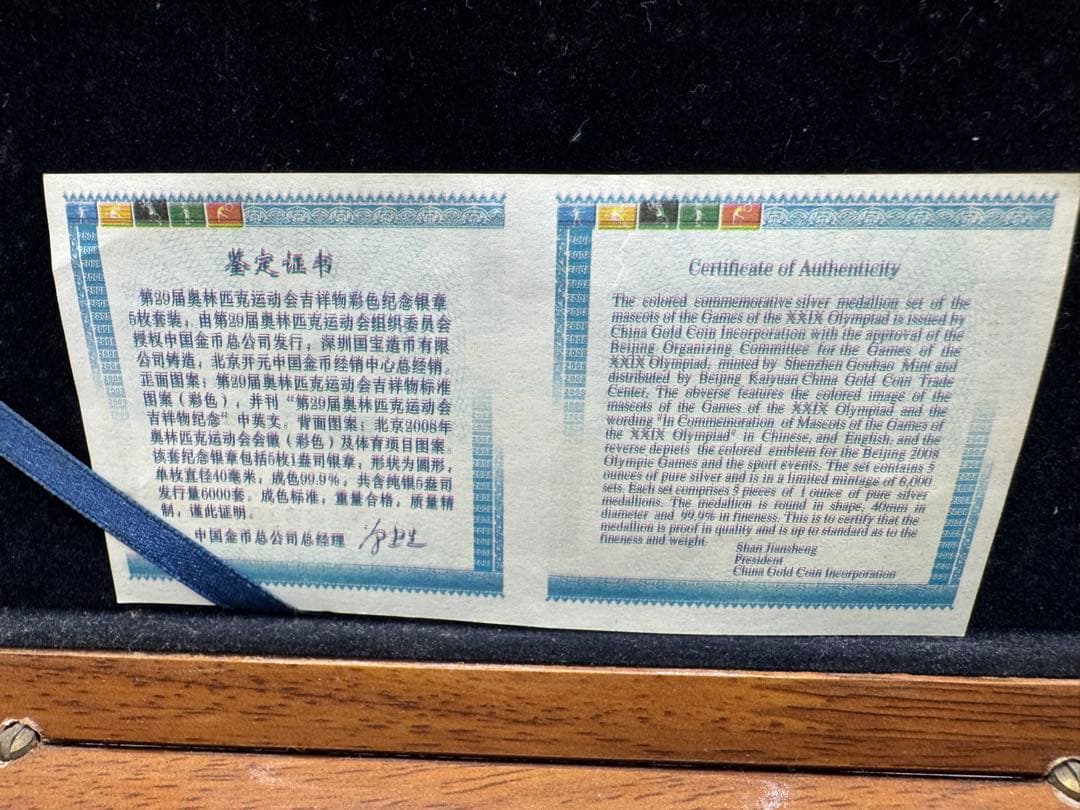 鉴定证书
第29届奥林匹克运动会吉祥物彩色纪念银章
5枚套装，由第29届奥林匹克运动会组织委员会
授权中国金币总公司发行，深圳国宝造币有限
公司铸造，北京开元中国金币经销中心总经销。
正面图案：第29届奥林匹克运动会吉祥物标准
图案（彩色），并刊“第29届奥林匹克运动会
吉祥物纪念”中英文。背面图案：北京2008年
奥林匹克运动会会徽（彩色）及体育项目图案。
该套纪念银章包括5枚1盎司银章，形状为圆形，
单枚直径40毫米，成色99.9%，共含纯银5盎司
发行量6000套。成色标准，重量合格，质量精
制，谨此证明。
中国金币总公司总经理
Certificate of Authenticity
The colored commemorative silver medallion set of the
mascots of the Games of the XXIX Olympiad is issued by
China Gold Coin Incorporation with the approval of the
Beijing Organizing Committee for the Games of the
XXIX Olympiad, minted by Shenzhen Guobao Mint and
distributed by Beijing Kaiyuan China Gold Coin Trade
Center. The obverse features the colored image of the
mascots of the Games of the XXIX Olympiad and the
wording "In Commemoration of Mascots of the Games of
the XXIX Olympiad" in Chinese, and English, and the
reverse depicts the colored emblem for the Beijing 2008
Olympic Games and the sport events. The set contains 5
ounces of pure silver and is in a limited mintage of 6,000
sets. Each set comprises 5 pieces of 1 ounce of pure silver
medallions. The medallion is round in shape, 40mm in
diameter and 99.9% in fineness. This is to certify that the
medallion is proof in quality and is up to standard as to the
fineness and weight.
Shan Jiansheng
President
China Gold Coin Incorporation